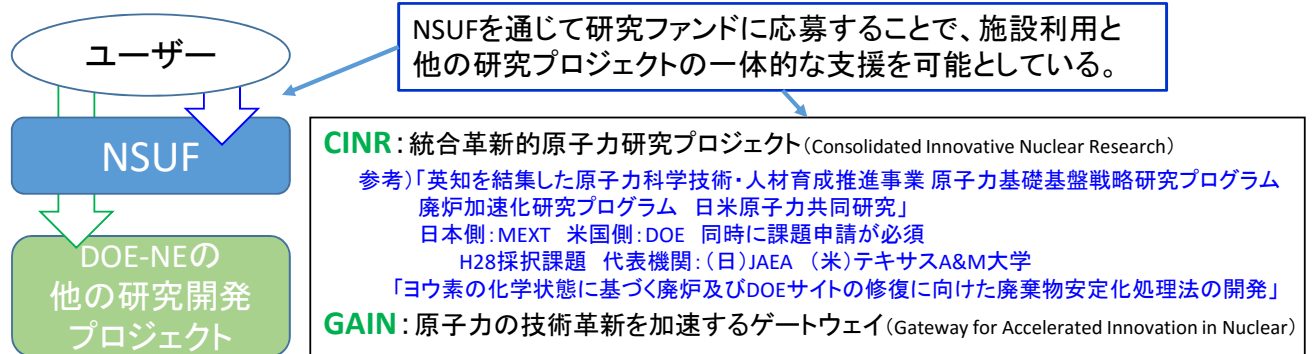 ユーザー
NSUF
DOE-NEの
他の研究開発
プロジェクト
NSUFを通じて研究ファンドに応募することで、施設利用と
他の研究プロジェクトの一体的な支援を可能としている。
CINR:統合革新的原子力研究プロジェクト(Consolidated Innovative Nuclear Research)
参考)「英知を結集した原子力科学技術・人材育成推進事業 原子力基礎基盤戦略研究プログラム
廃炉加速化研究プログラム 日米原子力共同研究」
日本側:MEXT 米国側:DOE 同時に課題申請が必須
H28採択課題 代表機関:(日)JAEA (米)テキサスA&M大学
「ヨウ素の化学状態に基づく廃炉及びDOEサイトの修復に向けた廃棄物安定化処理法の開発」
GAIN:原子力の技術革新を加速するゲートウェイ(Gateway for Accelerated Innovation in Nuclear)